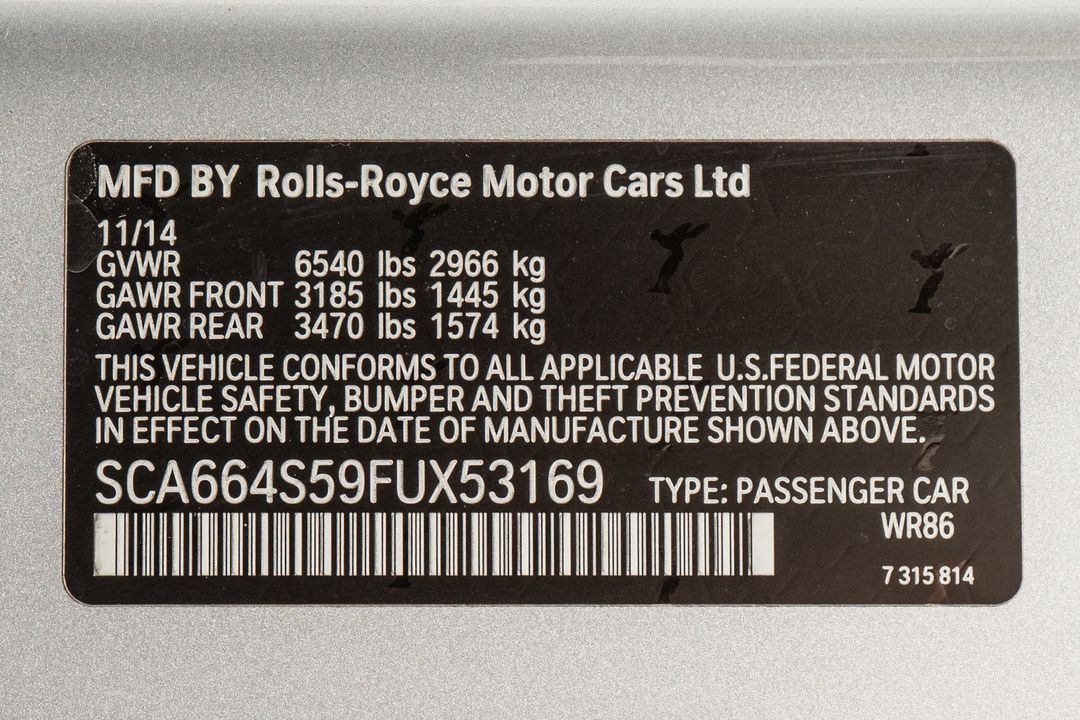 MFD BY Rolls-Royce Motor Cars Ltd
11/14
GVWR 6540 lbs 2966 kg
GAWR FRONT 3185 lbs 1445 kg
GAWR REAR 3470 lbs 1574 kg
THIS VEHICLE CONFORMS TO ALL APPLICABLE U.S.FEDERAL MOTOR
VEHICLE SAFETY, BUMPER AND THEFT PREVENTION STANDARDS
IN EFFECT ON THE DATE OF MANUFACTURE SHOWN ABOVE.
SCA664S59FUX53169 TYPE: PASSENGER CAR
WR86
7 315 814